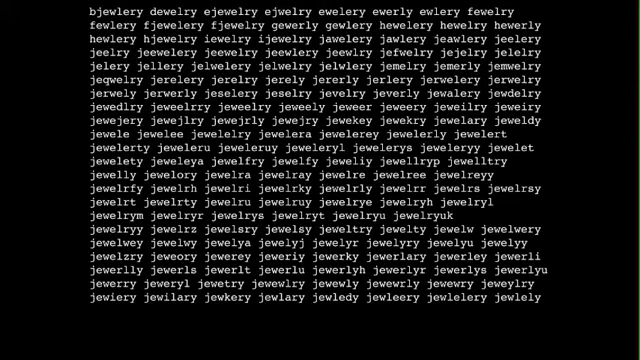 bjewlery dewelry ejewelry ejwelry ewelery ewerly ewlery fewelry
fewlery fjewelery fjewelry gewerly gewlery hewelery hewelry hewerly
hewlery hjewelry iewelry ijewelry jawelery jawlery jeawlery jeelery
jeelry jeewelery jeewelry jeewlery jeewlry jefwelry jejelry jelelry
jelery jellery jelwelery jelwelry jelwlery jemelry jemerly jemwelry
jeqwelry jerelery jerelry jerely jererly jerlery jerwelery jerwelry
jerwely jerwerly jeselery jeselry jevelry jeverly jewalery jewdelry
jewedlry jeweelrry jeweelry jeweely jeweer jeweery jeweilry jeweiry
jewejery jewejlry jewejrly jewejry jewekey jewekry jewelary jeweldy
jewele jewelee jewelelry jewelera jewelerey jewelerly jewelert
jewelerty jeweleru jeweleruy jeweleryl jewelerys jeweleryy jewelet
jewelety jeweleya jewelfry jewelfy jeweliy jewellryp jewelltry
jewelly jewelory jewelra jewelray jewelre jewelree jewelreyy
jewelrfy jewelrh jewelri jewelrky jewelrly jewelrr jewelrs jewelrsy
jewelrt jewelrty jewelru jewelruy jewelrye jewelryh jewelryl
jewelrym jewelryr jewelrys jewelryt jewelryu jewelryuk
jewelryy jewelrz jewelsry jewelsy jeweltry jewelty jewelw jewelwery
jewelwey jewelwy jewelya jewelyj jewelyr jewelyry jewelyu jewelyy
jewelzry jeweory jewerey jeweriy jewerky jewerlary jewerley jewerli
jewerlly jewerls jewerlt jewerlu jewerlyh jewerlyr jewerlys jewerlyu
jewerry jeweryl jewetry jewewlry jewewly jewewrly jewewry jeweylry
jewiery jewilary jewkery jewlary jewledy jewleery jewlelery jewlely